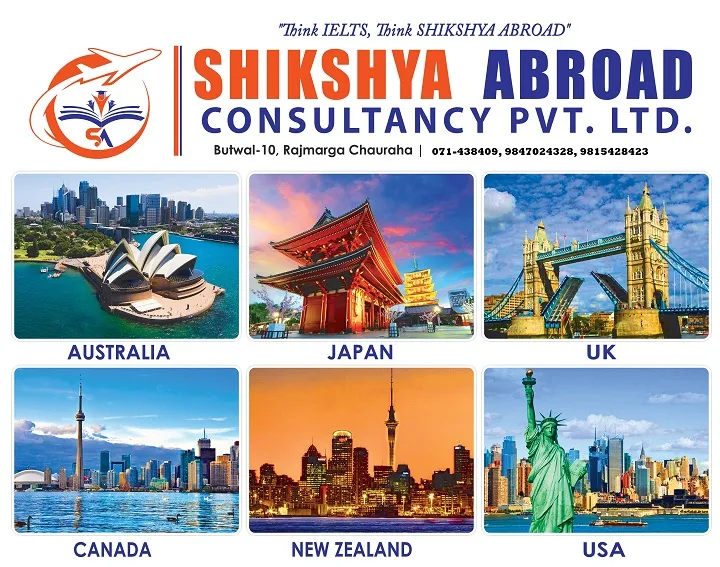 "Think IELTS, Think SHIKSHYA ABROAD"
SHIKSHYA ABROAD
CONSULTANCY PVT. LTD.
Butwal-10, Rajmarga Chauraha | 071-438409, 9847024328, 9815428423
SA
AUSTRALIA
JAPAN
UK
CANADA
NEW ZEALAND
USA